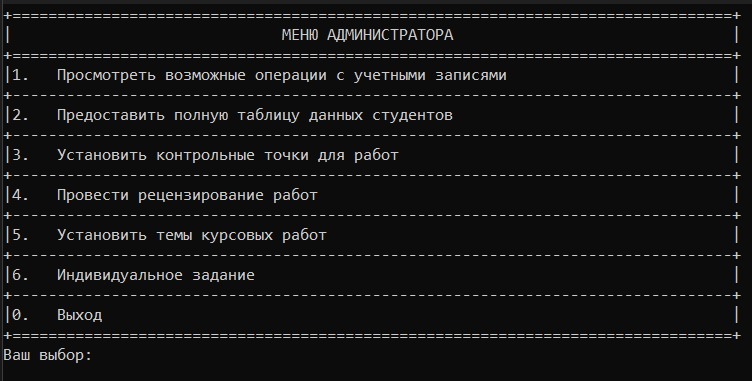 +================================================================================+
| МЕНЮ АДМИНИСТРАТОРА |
+================================================================================+
|1. Просмотреть возможные операции с учетными записями |
+--------------------------------------------------------------------------------+
|2. Предоставить полную таблицу данных студентов |
+--------------------------------------------------------------------------------+
|3. Установить контрольные точки для работ |
+--------------------------------------------------------------------------------+
|4. Провести рецензирование работ |
+--------------------------------------------------------------------------------+
|5. Установить темы курсовых работ |
+--------------------------------------------------------------------------------+
|6. Индивидуальное задание |
+--------------------------------------------------------------------------------+
|0. Выход |
+================================================================================+
Ваш выбор: